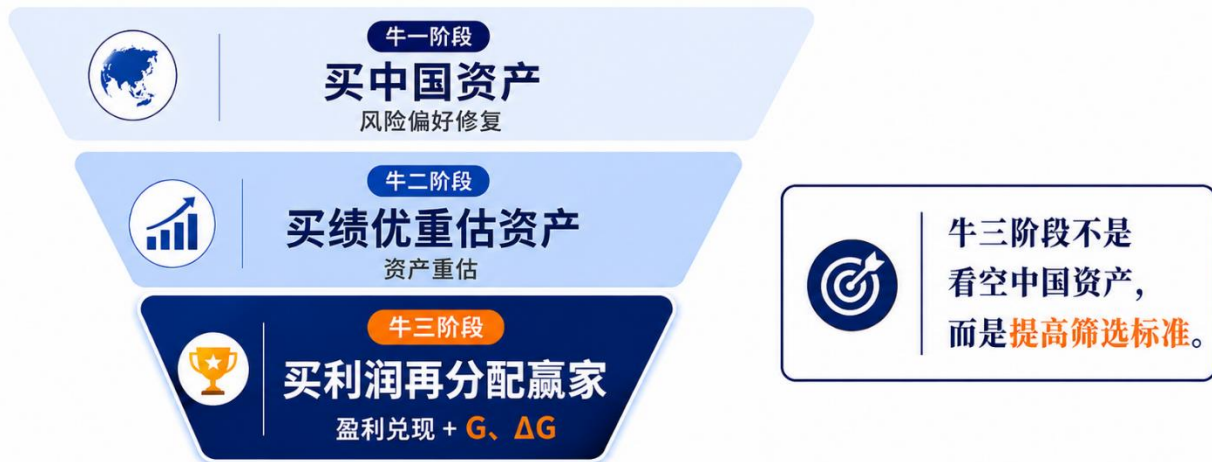 牛一阶段
买中国资产
风险偏好修复
牛二阶段
买绩优重估资产
资产重估
牛三阶段
买利润再分配赢家
盈利兑现 + G、ΔG
牛三阶段不是
看空中国资产，
而是提高筛选标准。